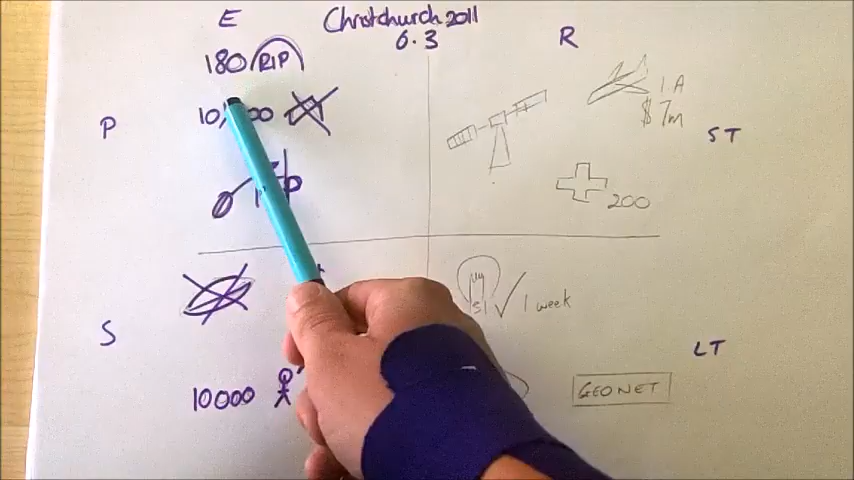 E
Christchurch 2011
6.3
R
180 RIP
P
1 A
$7m
ST
200
S
1 week
LT
10000
GEONET